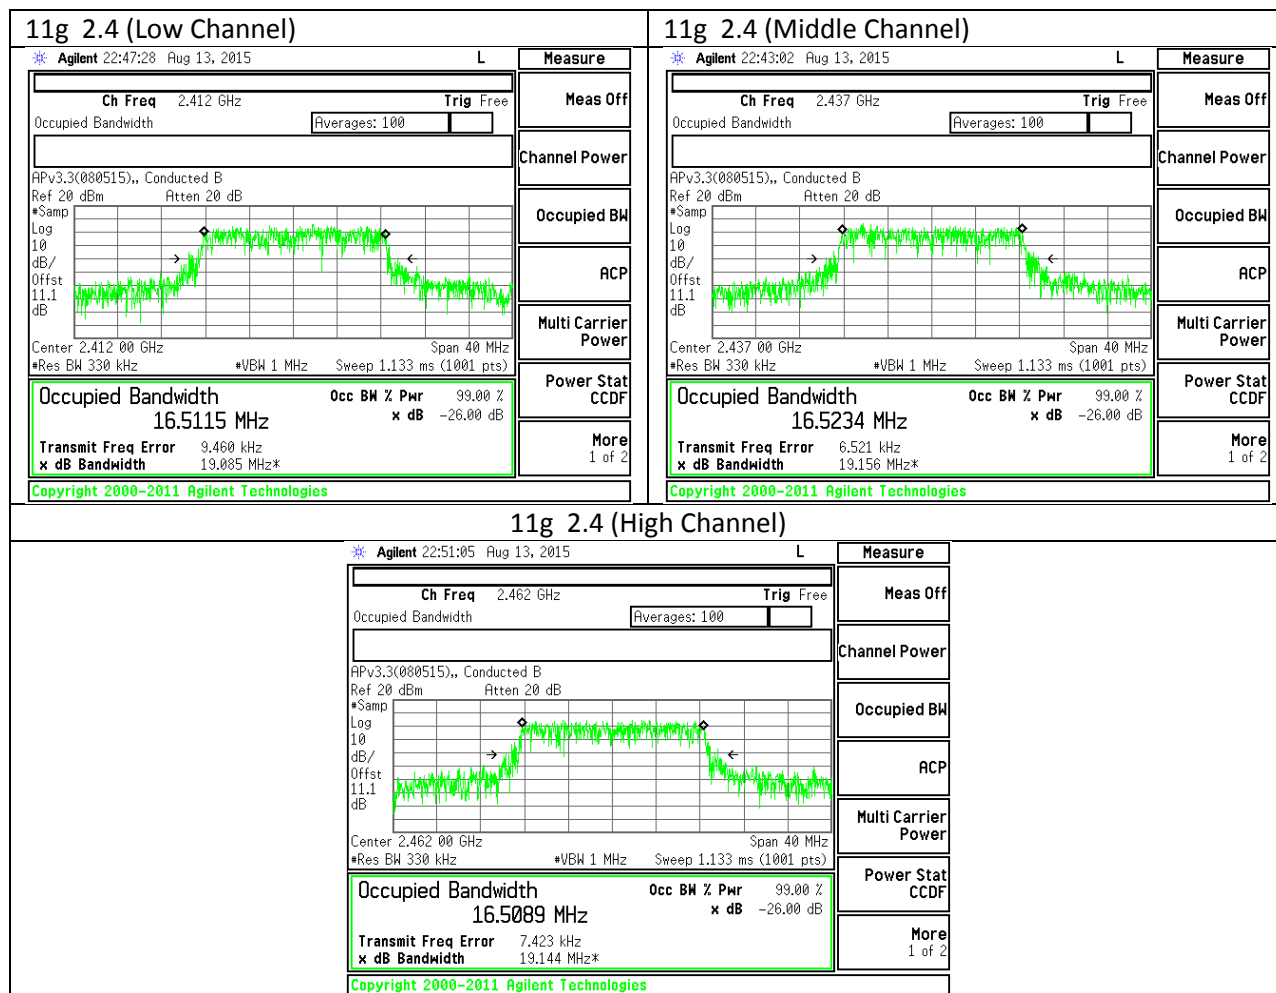 11g 2.4 (Low Channel)
Agilent 22:47:28 Aug 13, 2015 L
Measure
Ch Freq 2.412 GHz Trig Free
Occupied Bandwidth Averages: 100
APv3.3(080515),, Conducted B
Ref 20 dBm Atten 20 dB
#Samp
Log
10
dB/
Offst
11.1
dB
Center 2.412 00 GHz Span 40 MHz
#Res BW 330 kHz #VBW 1 MHz Sweep 1.133 ms (1001 pts)
Occupied Bandwidth Occ BW % Pwr 99.00 %
16.5115 MHz x dB -26.00 dB
Transmit Freq Error 9.460 kHz
x dB Bandwidth 19.085 MHz*
Copyright 2000-2011 Agilent Technologies
Meas Off
Channel Power
Occupied BW
ACP
Multi Carrier
Power
Power Stat
CCDF
More
1 of 2
11g 2.4 (Middle Channel)
Agilent 22:43:02 Aug 13, 2015 L
Measure
Ch Freq 2.437 GHz Trig Free
Occupied Bandwidth Averages: 100
APv3.3(080515),, Conducted B
Ref 20 dBm Atten 20 dB
#Samp
Log
10
dB/
Offst
11.1
dB
Center 2.437 00 GHz Span 40 MHz
#Res BW 330 kHz #VBW 1 MHz Sweep 1.133 ms (1001 pts)
Occupied Bandwidth Occ BW % Pwr 99.00 %
16.5234 MHz x dB -26.00 dB
Transmit Freq Error 6.521 kHz
x dB Bandwidth 19.156 MHz*
Copyright 2000-2011 Agilent Technologies
Meas Off
Channel Power
Occupied BW
ACP
Multi Carrier
Power
Power Stat
CCDF
More
1 of 2
11g 2.4 (High Channel)
Agilent 22:51:05 Aug 13, 2015 L
Measure
Ch Freq 2.462 GHz Trig Free
Occupied Bandwidth Averages: 100
APv3.3(080515),, Conducted B
Ref 20 dBm Atten 20 dB
#Samp
Log
10
dB/
Offst
11.1
dB
Center 2.462 00 GHz Span 40 MHz
#Res BW 330 kHz #VBW 1 MHz Sweep 1.133 ms (1001 pts)
Occupied Bandwidth Occ BW % Pwr 99.00 %
16.5089 MHz x dB -26.00 dB
Transmit Freq Error 7.423 kHz
x dB Bandwidth 19.144 MHz*
Copyright 2000-2011 Agilent Technologies
Meas Off
Channel Power
Occupied BW
ACP
Multi Carrier
Power
Power Stat
CCDF
More
1 of 2